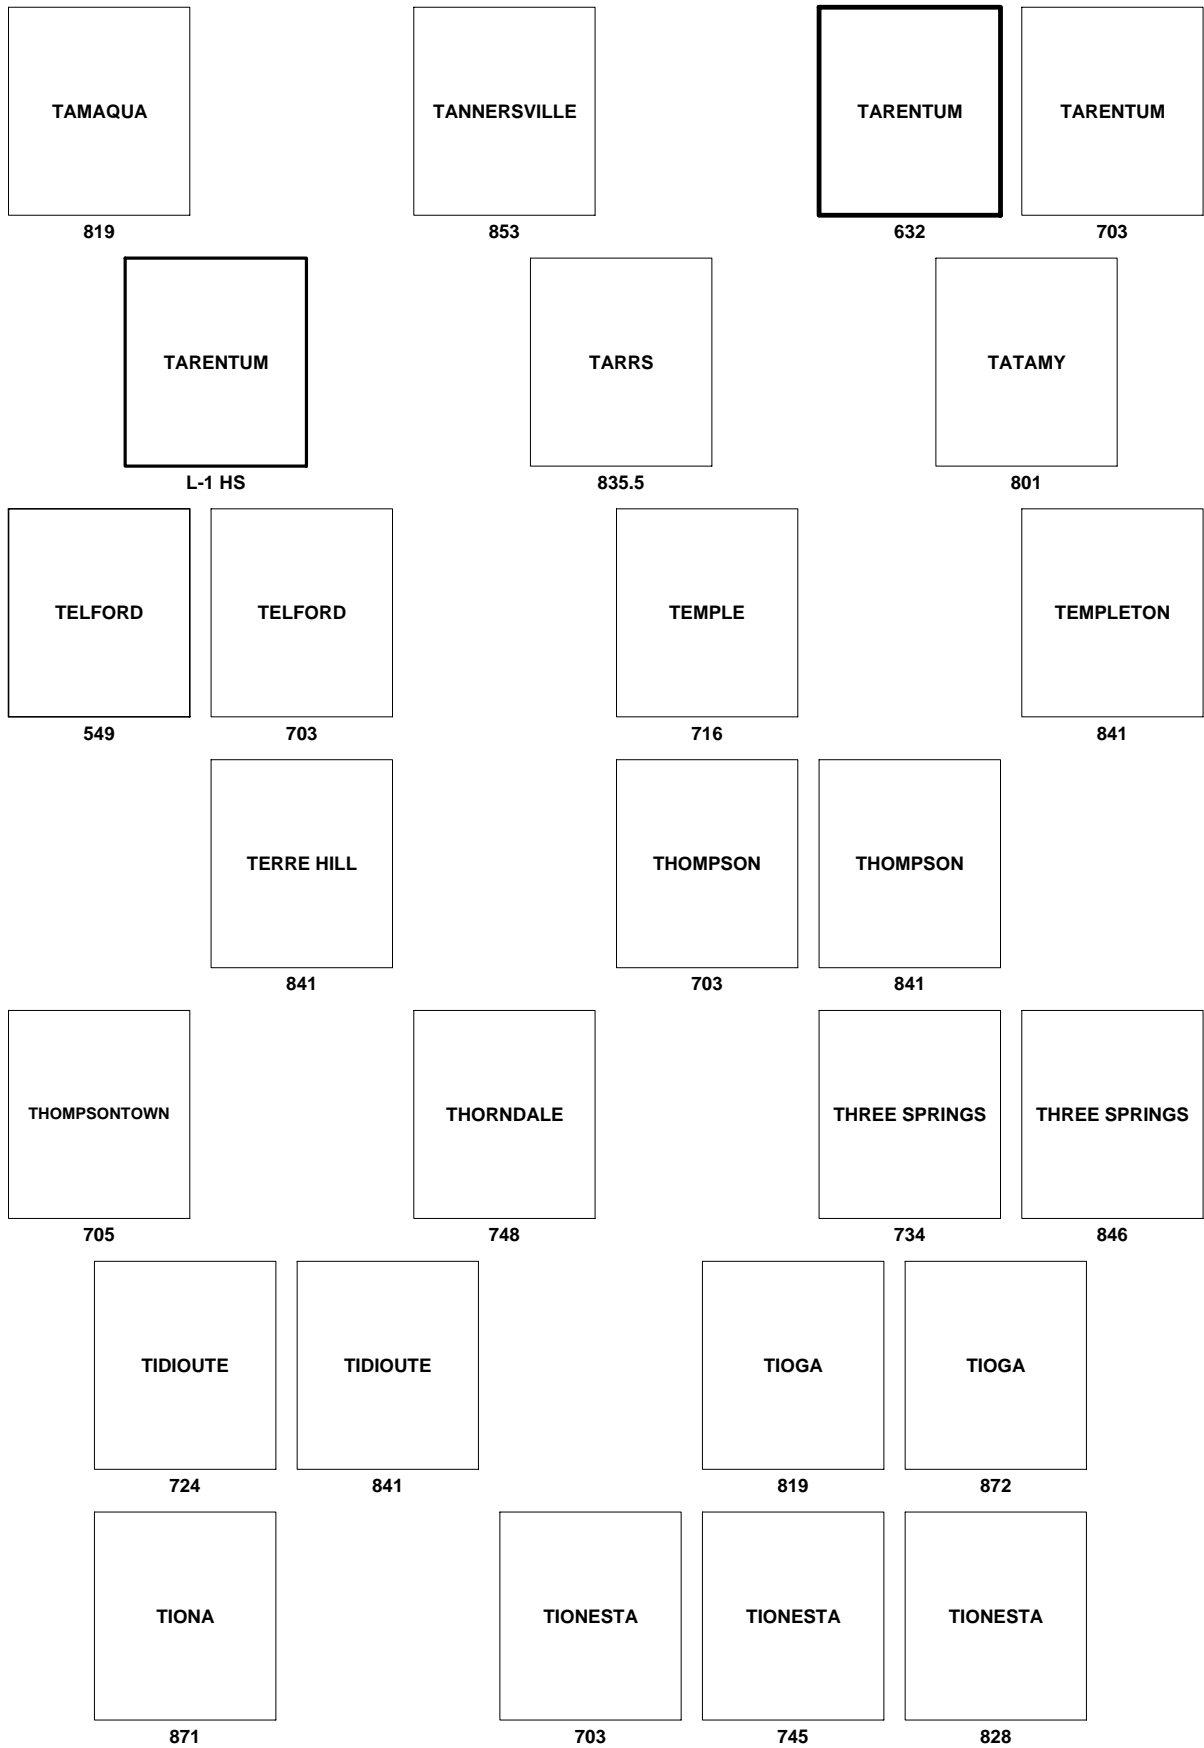 TAMAQUA TANNERSVILLE TARENTUM TARENTUM
819 853 632 703
TARENTUM TARRS TATAMY
L-1 HS 835.5 801
TELFORD TELFORD TEMPLE TEMPLETON
549 703 716 841
TERRE HILL THOMPSON THOMPSON
841 703 841
THOMPSONTOWN THORNDALE THREE SPRINGS THREE SPRINGS
705 748 734 846
TIDIOUTE TIDIOUTE TIOGA TIOGA
724 841 819 872
TIONA TIONESTA TIONESTA TIONESTA
871 703 745 828